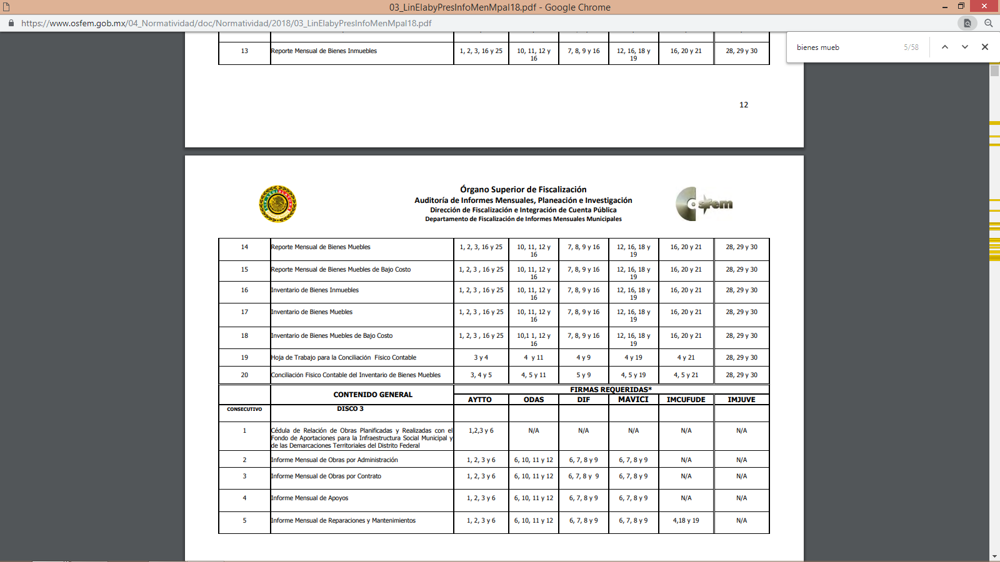 03_LinElabyPresInfoMenMpal18.pdf - Google Chrome
https://www.osfem.gob.mx/04_Normatividad/doc/Normatividad/2018/03_LinElabyPresInfoMenMpal18.pdf
bienes mueb 5/58
13 Reporte Mensual de Bienes Inmuebles 1, 2, 3, 16 y 25 10, 11, 12 y 16 7, 8, 9 y 16 12, 16, 18 y 19 16, 20 y 21 28, 29 y 30
12
Órgano Superior de Fiscalización
Auditoría de Informes Mensuales, Planeación e Investigación
Dirección de Fiscalización e Integración de Cuenta Pública
Departamento de Fiscalización de Informes Mensuales Municipales
osfem
14 Reporte Mensual de Bienes Muebles 1, 2, 3, 16 y 25 10, 11, 12 y 16 7, 8, 9 y 16 12, 16, 18 y 19 16, 20 y 21 28, 29 y 30
15 Reporte Mensual de Bienes Muebles de Bajo Costo 1, 2, 3 , 16 y 25 10, 11, 12 y 16 7, 8, 9 y 16 12, 16, 18 y 19 16, 20 y 21 28, 29 y 30
16 Inventario de Bienes Inmuebles 1, 2, 3 , 16 y 25 10, 11, 12 y 16 7, 8, 9 y 16 12, 16, 18 y 19 16, 20 y 21 28, 29 y 30
17 Inventario de Bienes Muebles 1, 2, 3 , 16 y 25 10, 11, 12 y 16 7, 8, 9 y 16 12, 16, 18 y 19 16, 20 y 21 28, 29 y 30
18 Inventario de Bienes Muebles de Bajo Costo 1, 2, 3 , 16 y 25 10,1 1, 12 y 16 7, 8, 9 y 16 12, 16, 18 y 19 16, 20 y 21 28, 29 y 30
19 Hoja de Trabajo para la Conciliación Físico Contable 3 y 4 4 y 11 4 y 9 4 y 19 4 y 21 28, 29 y 30
20 Conciliación Físico Contable del Inventario de Bienes Muebles 3, 4 y 5 4, 5 y 11 5 y 9 4, 5 y 19 4, 5 y 21 28, 29 y 30
CONTENIDO GENERAL FIRMAS REQUERIDAS*
AYTTO ODAS DIF MAVICI IMCUFUDE IMJUVE
CONSECUTIVO DISCO 3
1 Cédula de Relación de Obras Planificadas y Realizadas con el 1,2,3 y 6 N/A N/A N/A N/A N/A
Fondo de Aportaciones para la Infraestructura Social Municipal y
de las Demarcaciones Territoriales del Distrito Federal
2 Informe Mensual de Obras por Administración 1, 2, 3 y 6 6, 10, 11 y 12 6, 7, 8 y 9 6, 7, 8 y 9 N/A N/A
3 Informe Mensual de Obras por Contrato 1, 2, 3 y 6 6, 10, 11 y 12 6, 7, 8 y 9 6, 7, 8 y 9 N/A N/A
4 Informe Mensual de Apoyos 1, 2, 3 y 6 6, 10, 11 y 12 6, 7, 8 y 9 6, 7, 8 y 9 N/A N/A
5 Informe Mensual de Reparaciones y Mantenimientos 1, 2, 3 y 6 6, 10, 11 y 12 6, 7, 8 y 9 6, 7, 8 y 9 4,18 y 19 N/A